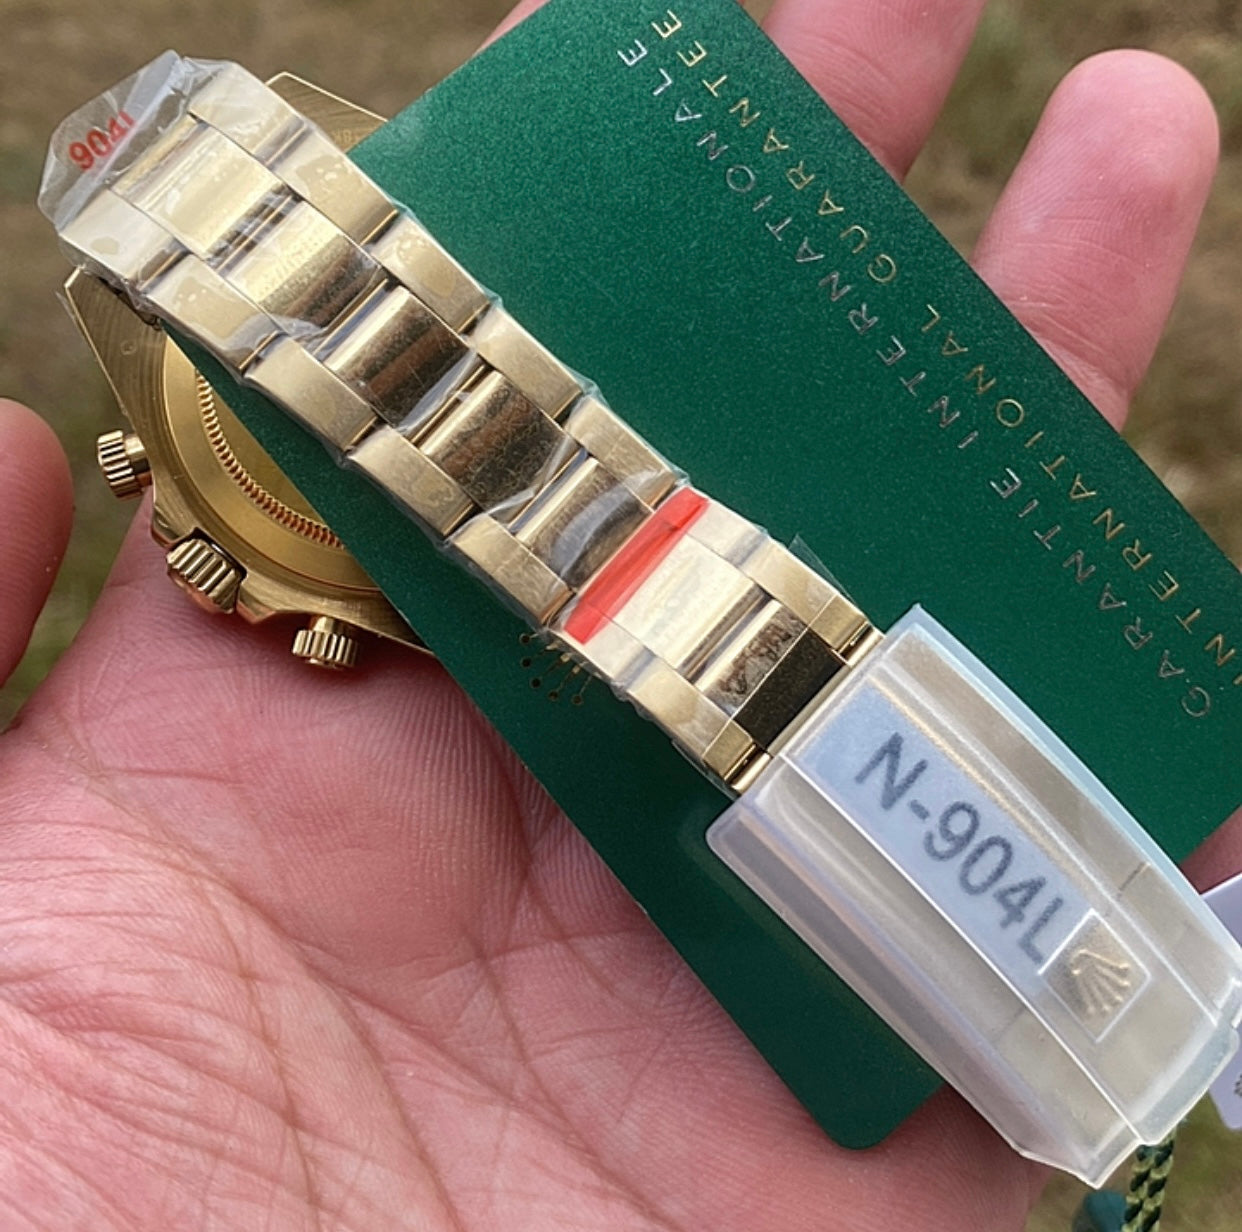 904L
GARANTIE INTERNATIONALE
INTERNATIONAL GUARANTEE
N-904L